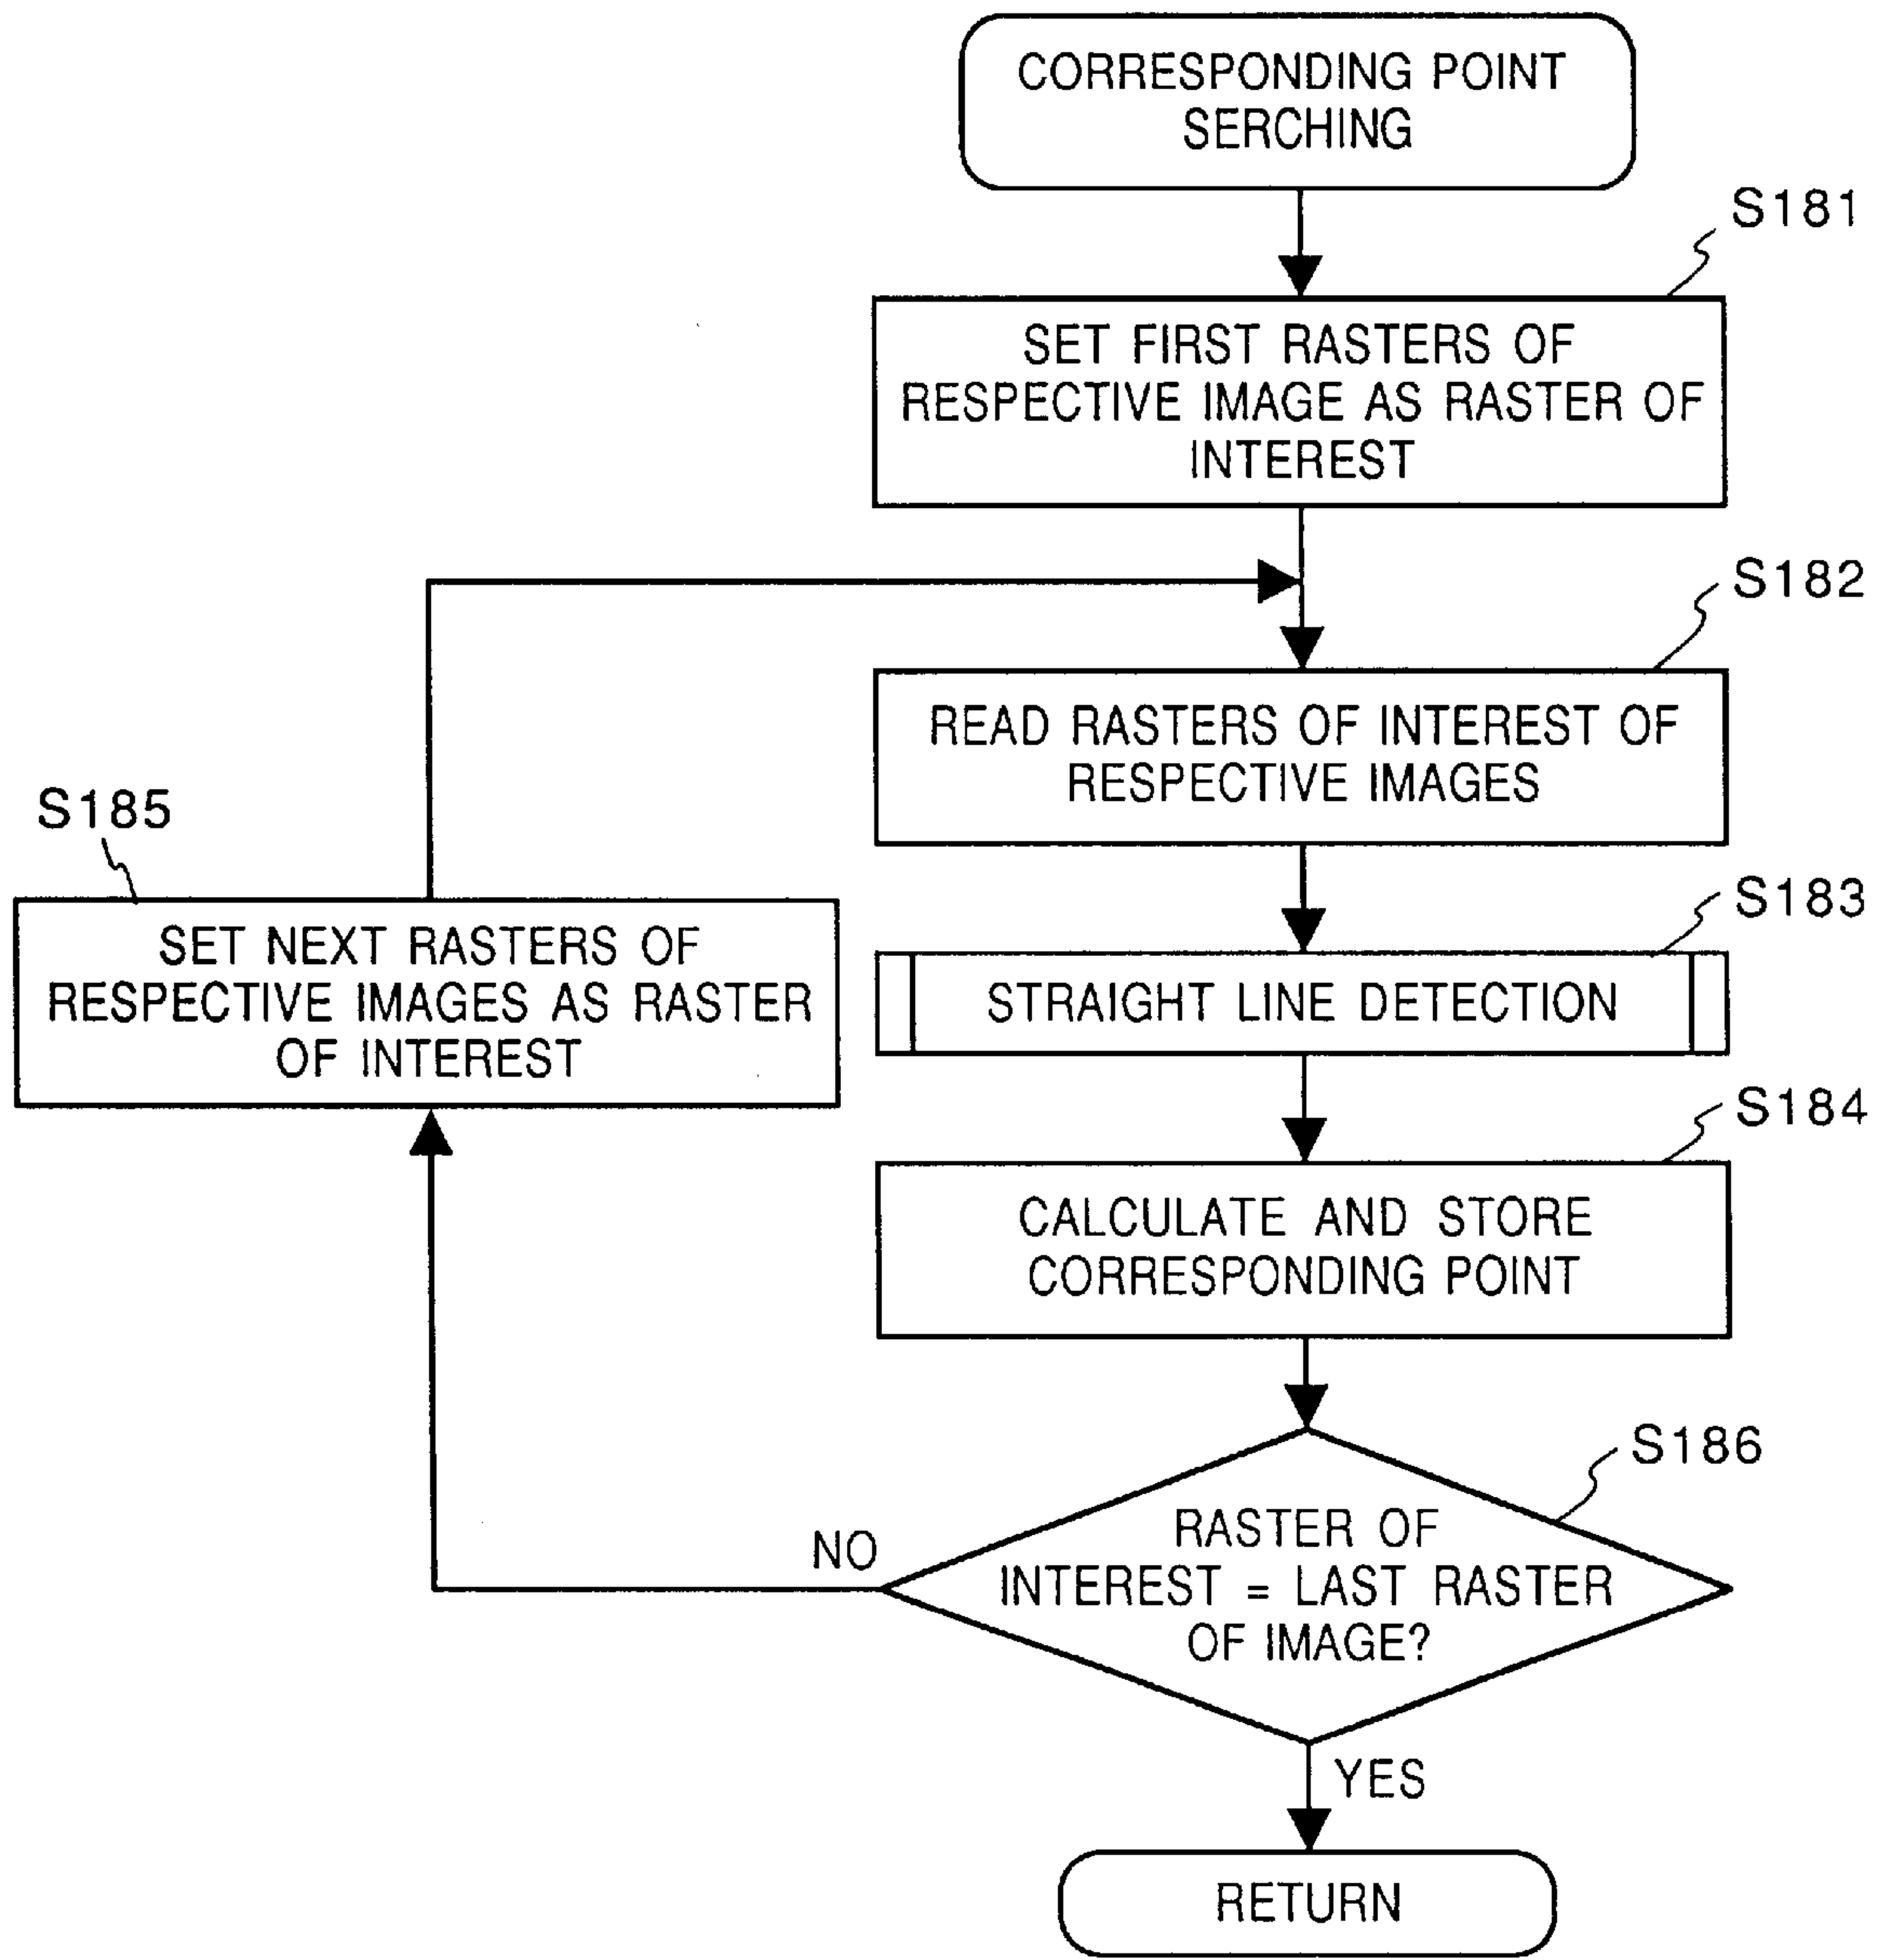 CORRESPONDING POINT
SERCHING
S181
SET FIRST RASTERS OF
RESPECTIVE IMAGE AS RASTER OF
INTEREST
S182
READ RASTERS OF INTEREST OF
RESPECTIVE IMAGES
S185
SET NEXT RASTERS OF
RESPECTIVE IMAGES AS RASTER
OF INTEREST
S183
STRAIGHT LINE DETECTION
S184
CALCULATE AND STORE
CORRESPONDING POINT
S186
RASTER OF
INTEREST = LAST RASTER
OF IMAGE?
NO
YES
RETURN